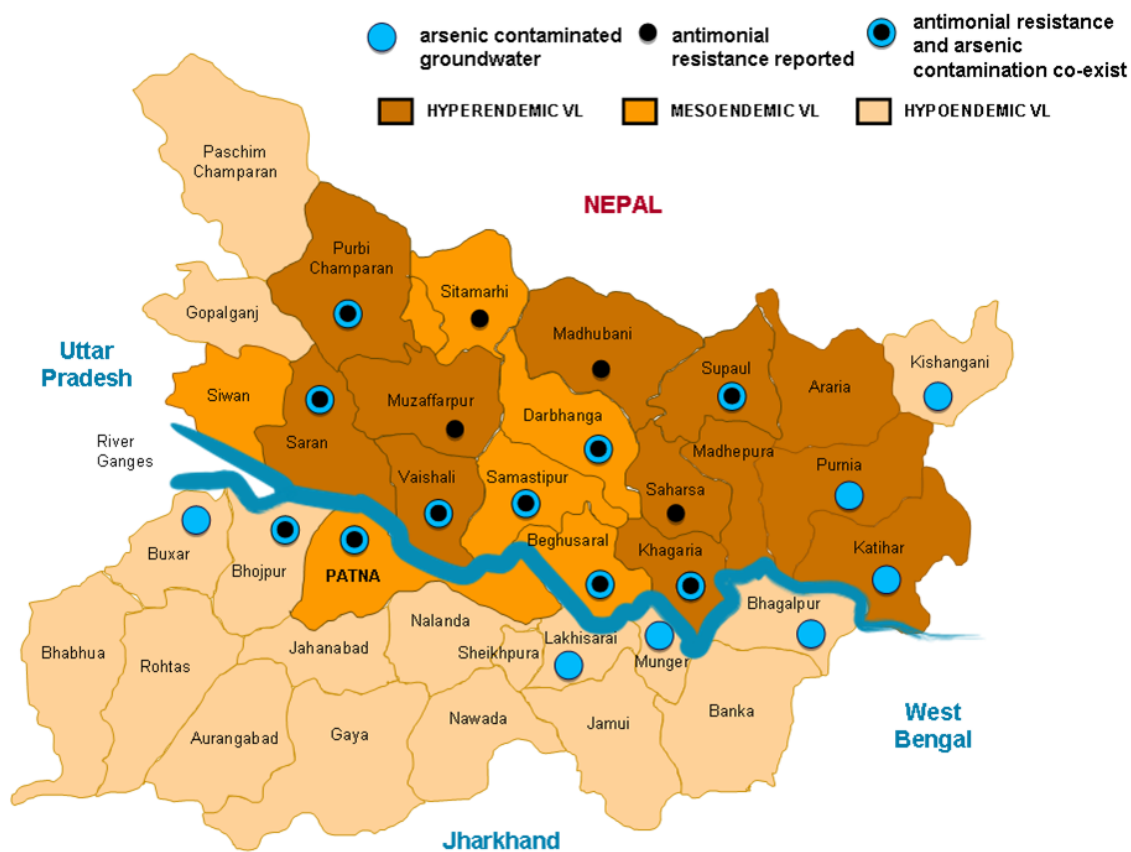 arsenic contaminated
groundwater
antimonial
resistance reported
antimonial resistance
and arsenic
contamination co-exist
HYPERENDEMIC VL
MESOENDEMIC VL
HYPOENDEMIC VL
Paschim
Champaran
NEPAL
Purbi
Champaran
Sitamarhi
Gopalganj
Madhubani
Uttar
Pradesh
Kishangani
Supaul
Araria
Siwan
Muzaffarpur
Darbhanga
River
Ganges
Saran
Madhepura
Purnia
Vaishali
Samastipur
Saharsa
Beghusaral
Katihar
Khagaria
Buxar
Bhojpur
PATNA
Bhagalpur
Nalanda
Lakhisarai
Bhabhua
Rohtas
Jahanabad
Sheikhpura
Munger
Aurangabad
Gaya
Nawada
Jamui
Banka
West
Bengal
Jharkhand